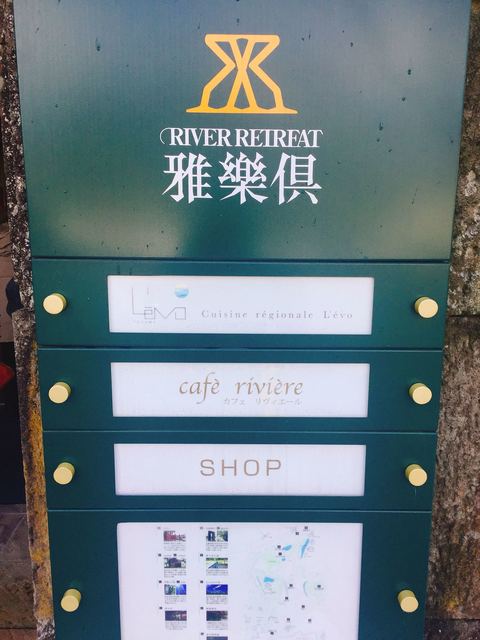 RIVER RETREAT
雅樂倶
L'évo
Cuisine régionale L'évo
cafè rivière
カフェ リヴィエール
SHOP